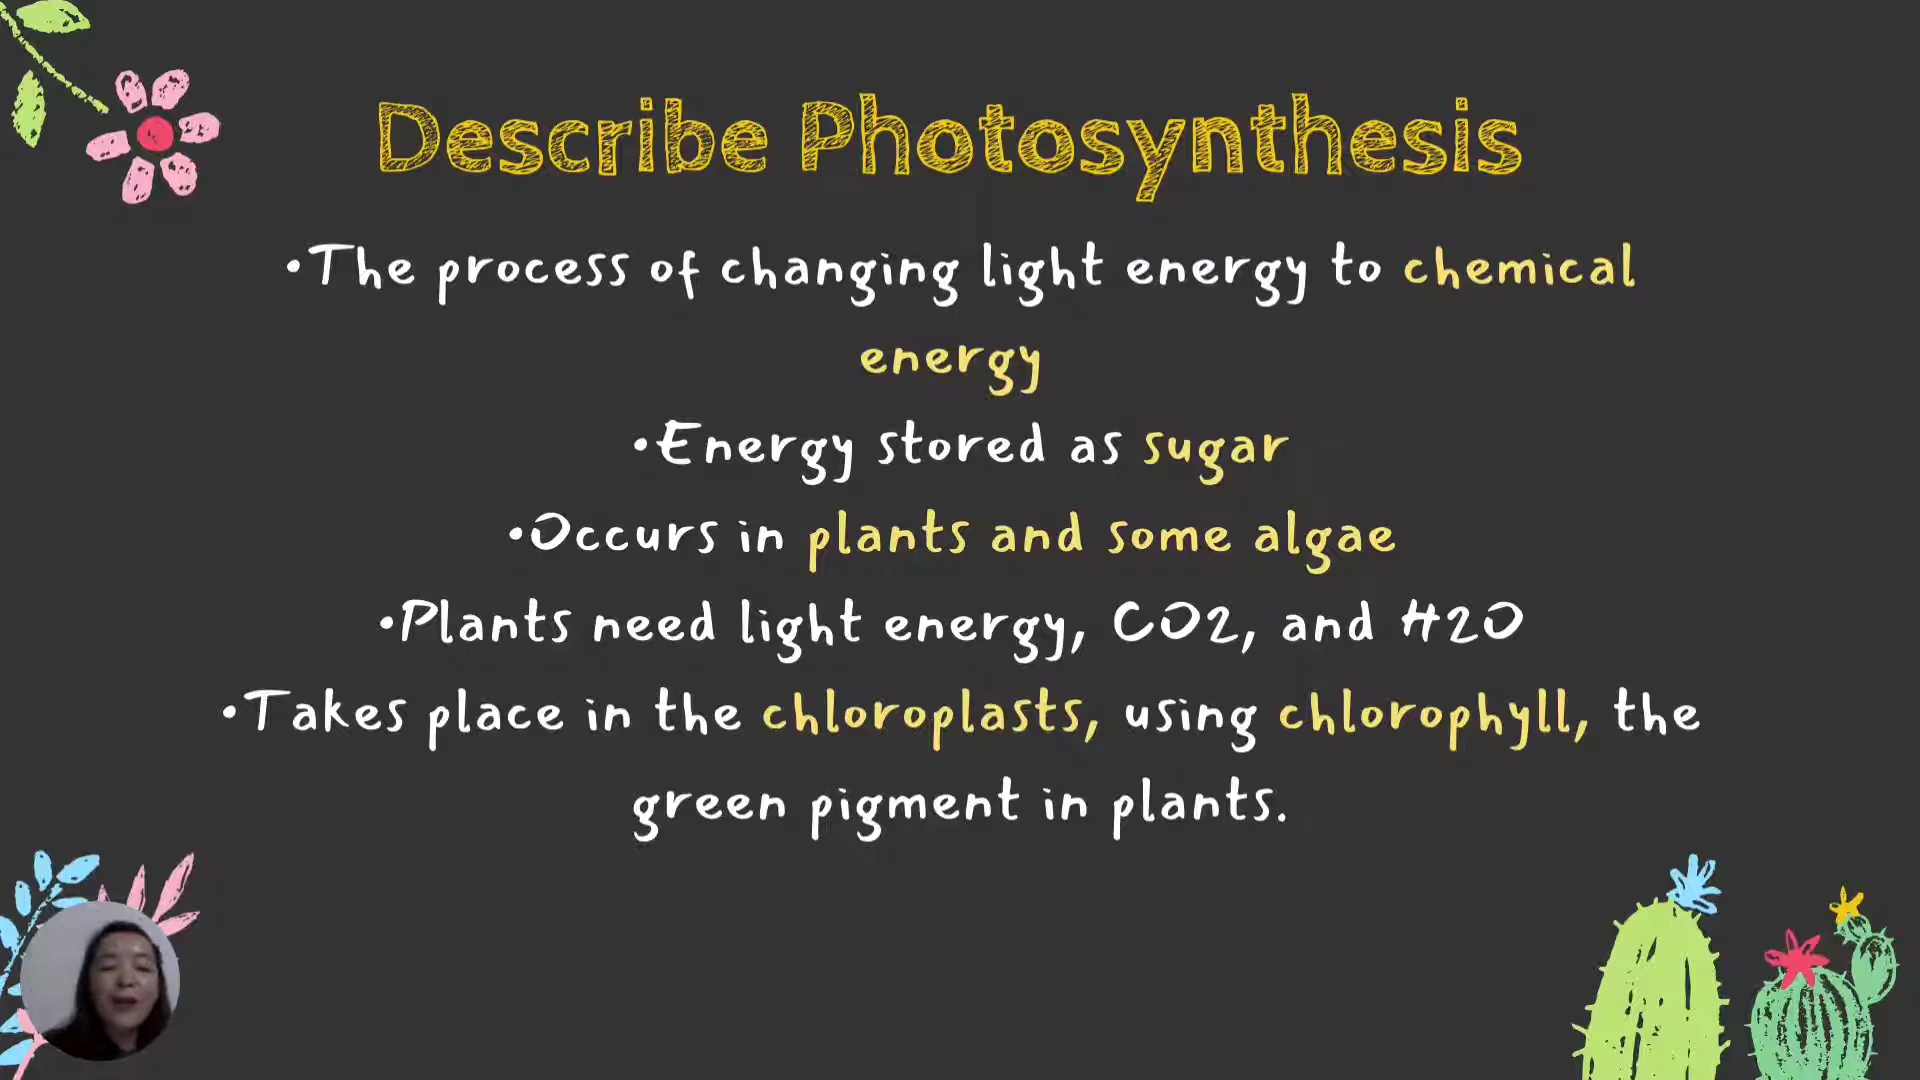 Describe Photosynthesis
•The process of changing light energy to chemical
energy
•Energy stored as sugar
•Occurs in plants and some algae
•Plants need light energy, CO2, and H2O
•Takes place in the chloroplasts, using chlorophyll, the
green pigment in plants.